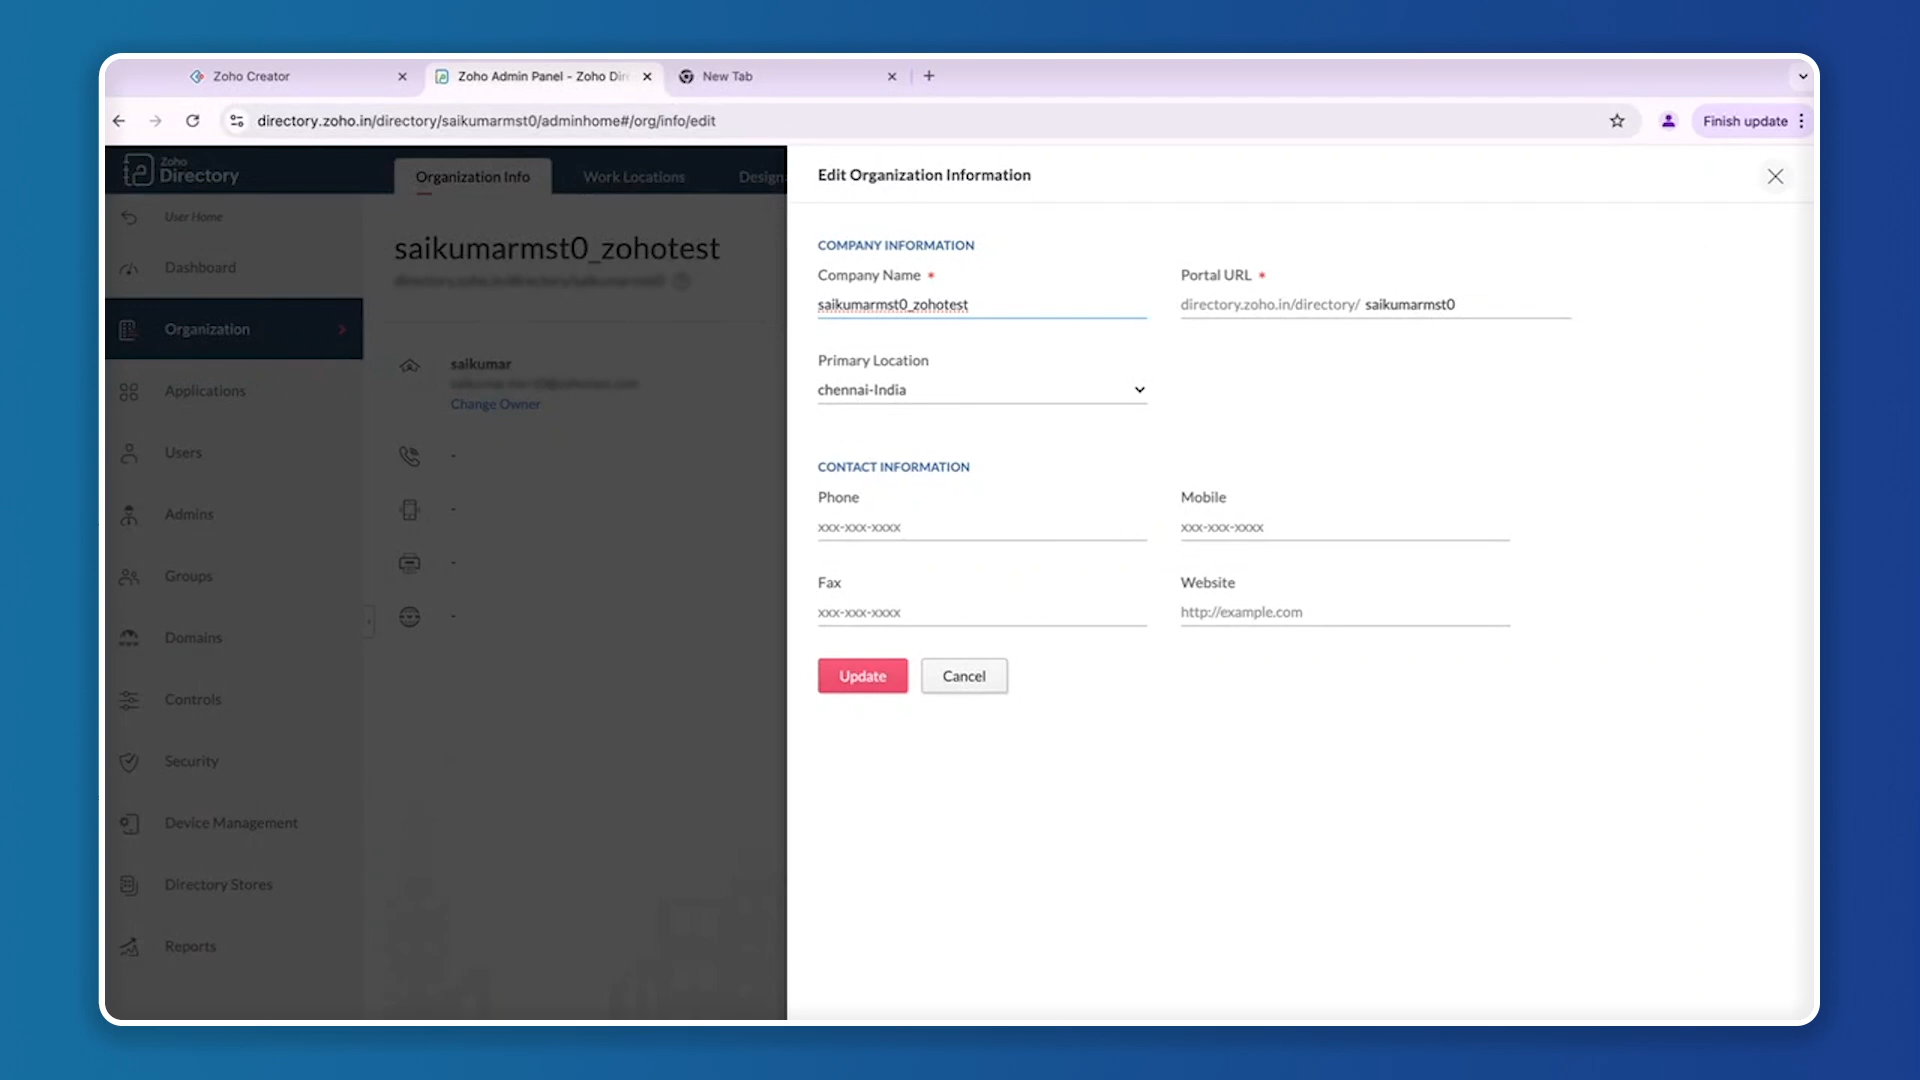 Zoho Creator
Zoho Admin Panel - Zoho Dir
New Tab
directory.zoho.in/directory/saikumarmst0/adminhome#/org/info/edit
Finish update
Zoho
Directory
Organization Info
Work Locations
Design
Edit Organization Information
User Home
Dashboard
Organization
Applications
Users
Admins
Groups
Domains
Controls
Security
Device Management
Directory Stores
Reports
saikumarmst0_zohotest
saikumar
Change Owner
-
-
-
-
COMPANY INFORMATION
Company Name *
saikumarmst0_zohotest
Portal URL *
directory.zoho.in/directory/ saikumarmst0
Primary Location
chennai-India
CONTACT INFORMATION
Phone
xxx-xxx-xxxx
Mobile
xxx-xxx-xxxx
Fax
xxx-xxx-xxxx
Website
http://example.com
Update
Cancel